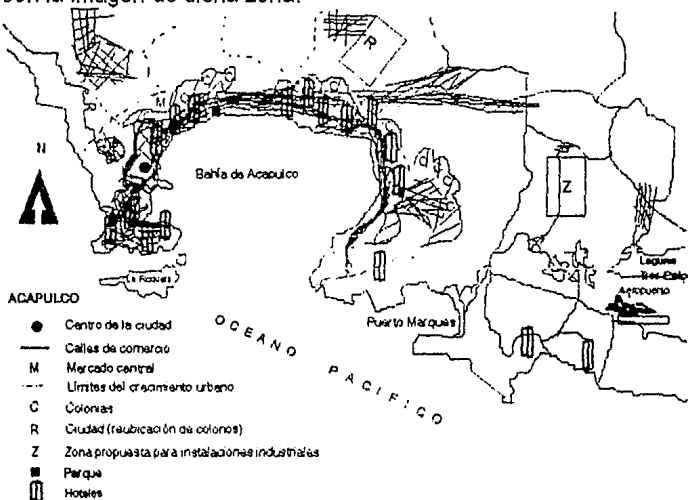 con la imagen de dicha zona.
R
M
C
C
C
N
Bahía de Acapulco
C
C
C
Z
La Roqueta
Laguna
Tres Palos
Aeropuerto
Puerto Marqués
OCEANO PACIFICO
ACAPULCO
Centro de la ciudad
Calles de comercio
M Mercado central
Límites del crecimiento urbano
C Colonias
R Ciudad (reubicación de colonos)
Z Zona propuesta para instalaciones industriales
Parque
Hoteles